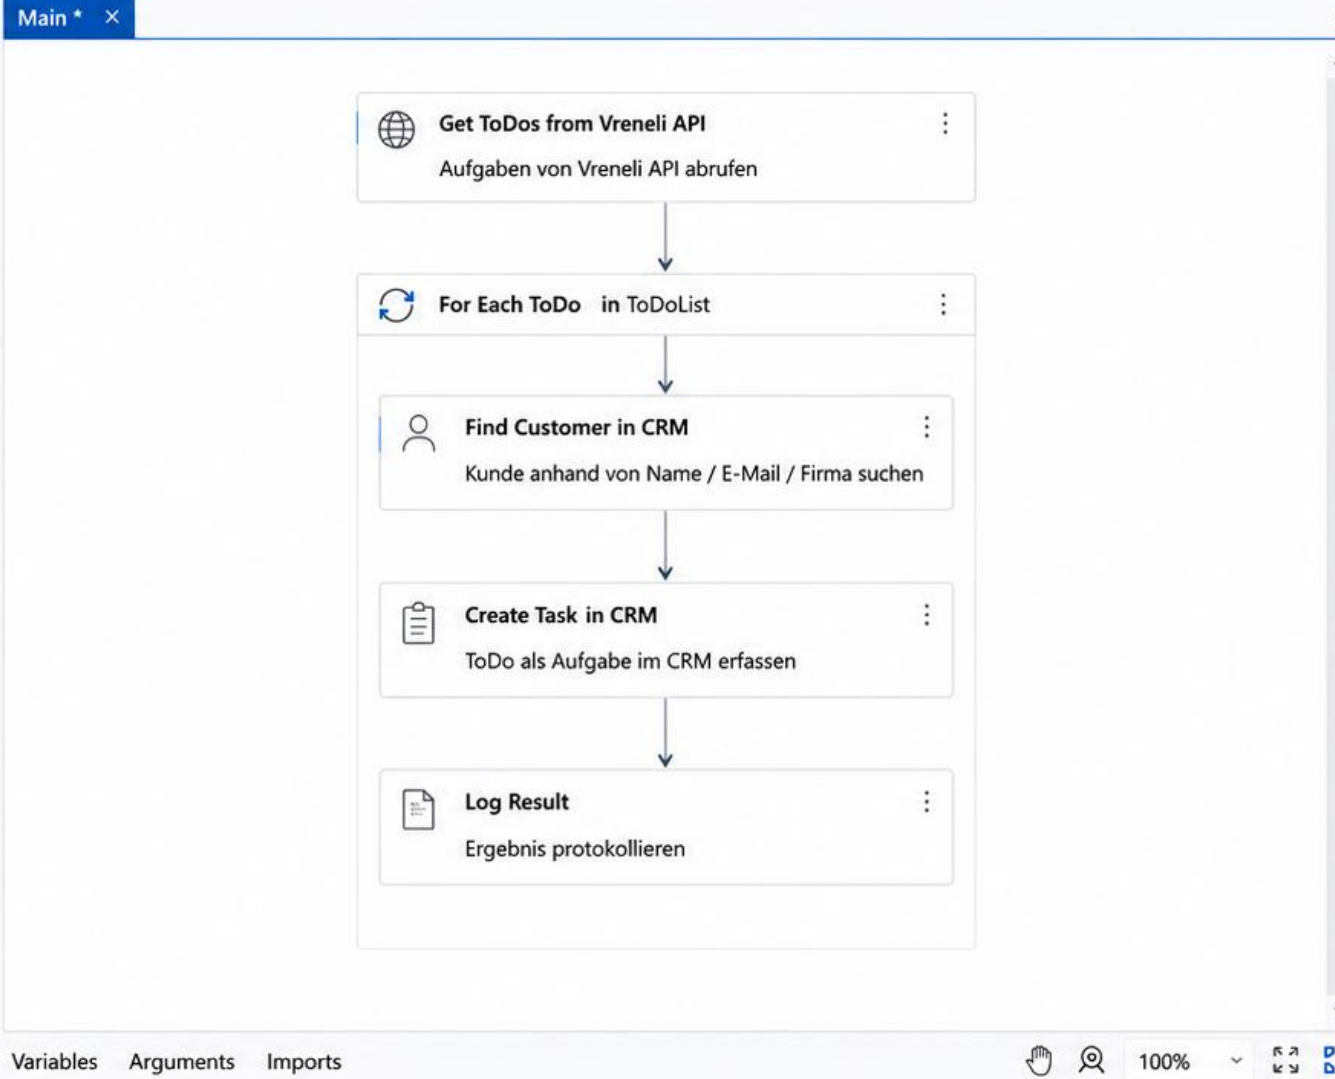 Main *
Get ToDos from Vreneli API
Aufgaben von Vreneli API abrufen
For Each ToDo in ToDoList
Find Customer in CRM
Kunde anhand von Name / E-Mail / Firma suchen
Create Task in CRM
ToDo als Aufgabe im CRM erfassen
Log Result
Ergebnis protokollieren
Variables Arguments Imports 100%